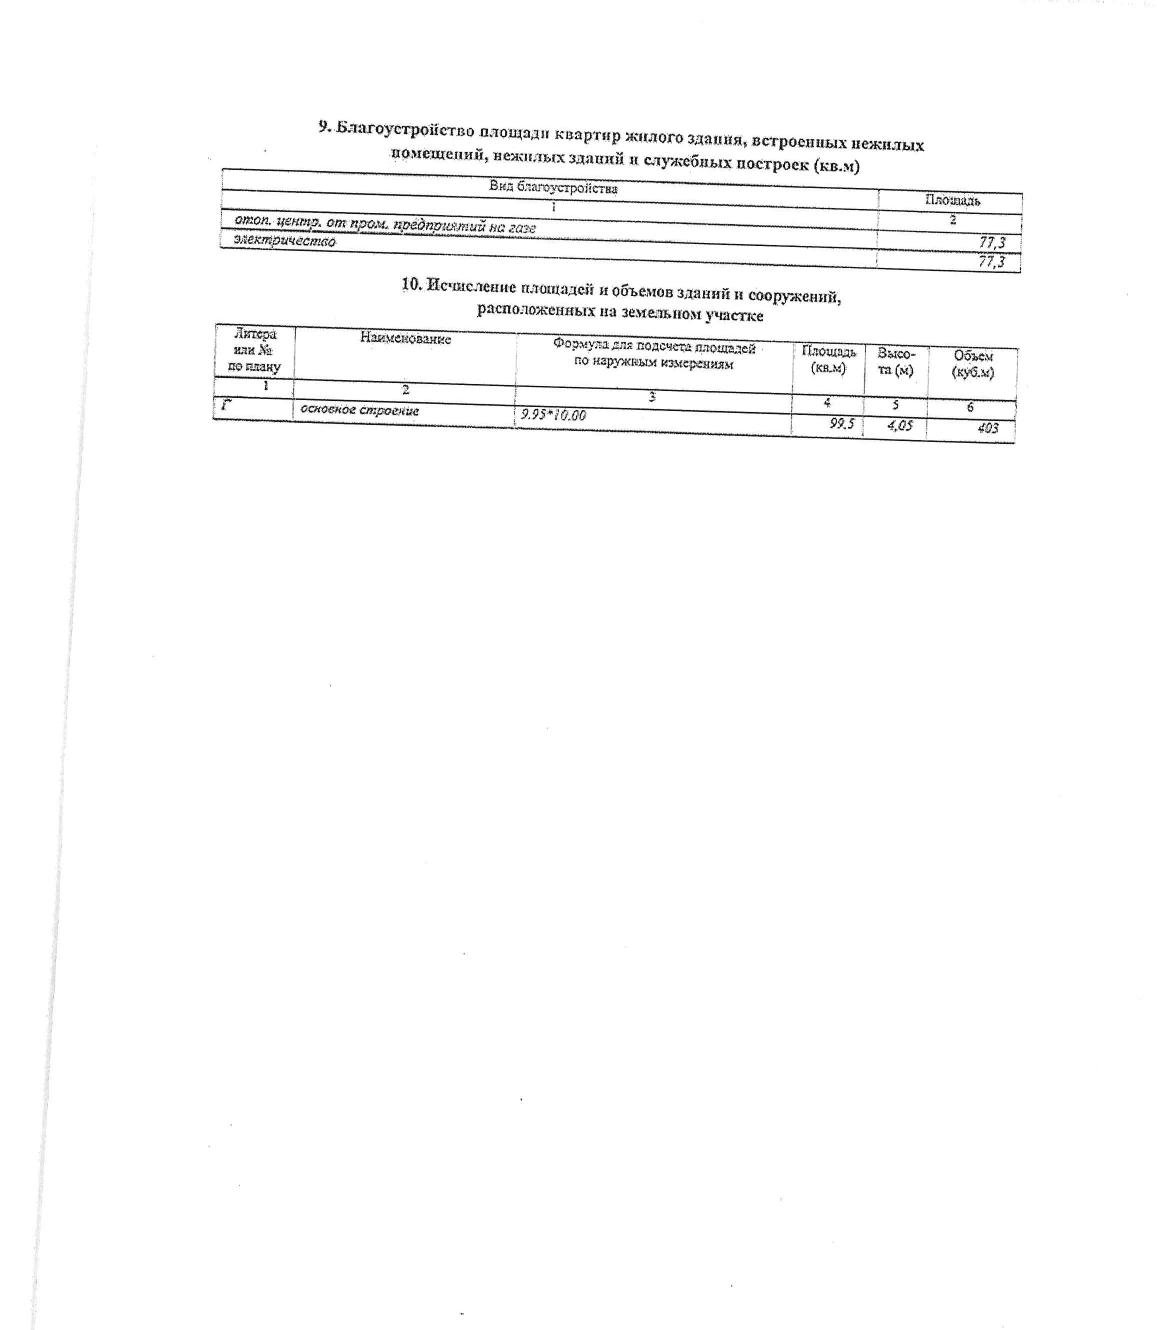 9. Благоустройство площади квартир жилого здания, встроенных нежилых
помещений, нежилых зданий и служебных построек (кв.м)
Вид благоустройства Площадь
1 2
отоп. центр. от пром. предприятий на газе 77,3
электричество 77,3
10. Исчисление площадей и объемов зданий и сооружений,
расположенных на земельном участке
Литера или № по плану Наименование Формула для подсчета площадей по наружным измерениям Площадь (кв.м) Высо- та (м) Объем (куб.м)
1 2 3 4 5 6
Г основное строение 9.95*10.00 99.5 4,05 403